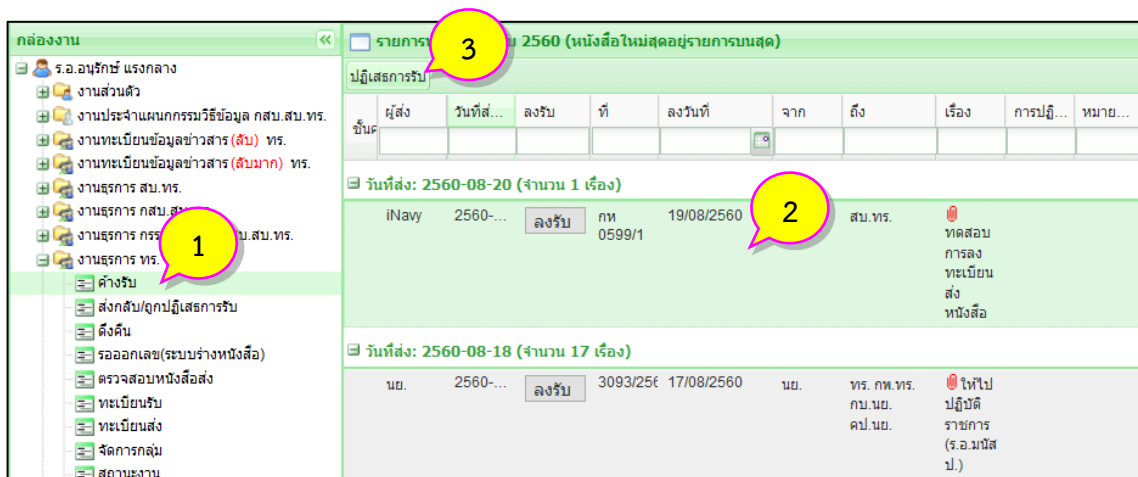 กล่องงาน
ร.อ.อนุรักษ์ แรงกลาง
งานส่วนตัว
งานประจำแผนกกรรมวิธีข้อมูล กสบ.สบ.ทร.
งานทะเบียนข้อมูลข่าวสาร (ลับ) ทร.
งานทะเบียนข้อมูลข่าวสาร (ลับมาก) ทร.
งานธุรการ สบ.ทร.
งานธุรการ กสบ.
งานธุรการ บ.สบ.ทร.
งานธุรการ ทร.
ค้างรับ
ส่งกลับ/ถูกปฏิเสธการรับ
ดึงคืน
รอออกเลข(ระบบร่างหนังสือ)
ตรวจสอบหนังสือส่ง
ทะเบียนรับ
ทะเบียนส่ง
จัดการกลุ่ม
สถานะงาน
1
3
2
2560 (หนังสือใหม่สุดอยู่รายการบนสุด)
ปฏิเสธการรับ
ผู้ส่ง วันที่ส่... ลงรับ ที่ ลงวันที่ จาก ถึง เรื่อง การปฏิ... หมาย...
วันที่ส่ง: 2560-08-20 (จำนวน 1 เรื่อง)
iNavy 2560-... ลงรับ กห 19/08/2560 สบ.ทร.
0599/1
ทดสอบ
การลง
ทะเบียน
ส่ง
หนังสือ
วันที่ส่ง: 2560-08-18 (จำนวน 17 เรื่อง)
นย. 2560-... ลงรับ 3093/256 17/08/2560 นย. ทร. กพ.ทร. ให้ไป
กบ.นย. ปฏิบัติ
คป.นย. ราชการ
(ร.อ.มนัส
ป.)